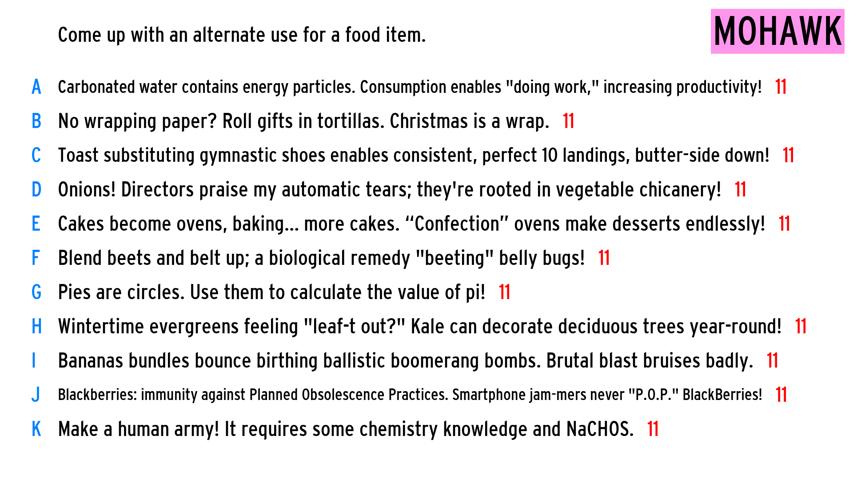 Come up with an alternate use for a food item.
MOHAWK
A Carbonated water contains energy particles. Consumption enables "doing work," increasing productivity! 11
B No wrapping paper? Roll gifts in tortillas. Christmas is a wrap. 11
C Toast substituting gymnastic shoes enables consistent, perfect 10 landings, butter-side down! 11
D Onions! Directors praise my automatic tears; they're rooted in vegetable chicanery! 11
E Cakes become ovens, baking... more cakes. “Confection” ovens make desserts endlessly! 11
F Blend beets and belt up; a biological remedy "beeting" belly bugs! 11
G Pies are circles. Use them to calculate the value of pi! 11
H Wintertime evergreens feeling "leaf-t out?" Kale can decorate deciduous trees year-round! 11
I Bananas bundles bounce birthing ballistic boomerang bombs. Brutal blast bruises badly. 11
J Blackberries: immunity against Planned Obsolescence Practices. Smartphone jam-mers never "P.O.P." BlackBerries! 11
K Make a human army! It requires some chemistry knowledge and NaCHOS. 11